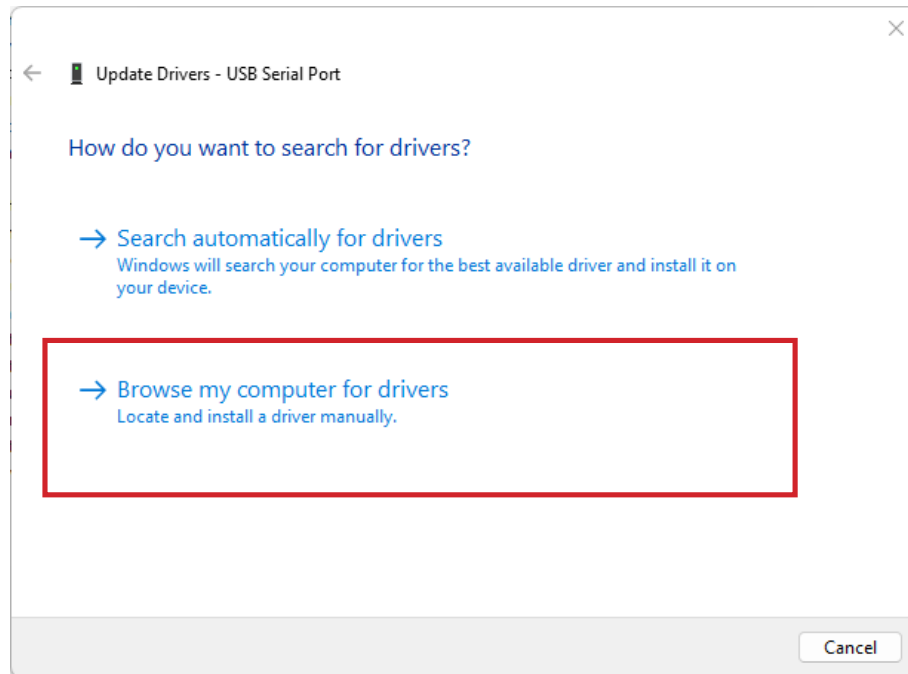 Update Drivers - USB Serial Port
How do you want to search for drivers?
Search automatically for drivers
Windows will search your computer for the best available driver and install it on
your device.
Browse my computer for drivers
Locate and install a driver manually.
Cancel